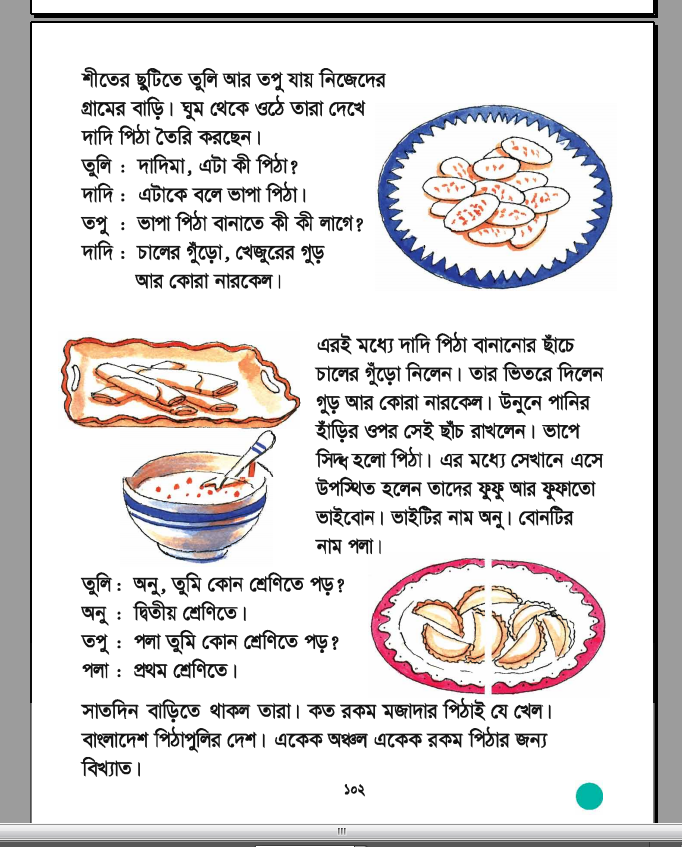 শীতের ছুটিতে তুলি আর তপু যায় নিজেদের
গ্রামের বাড়ি। ঘুম থেকে ওঠে তারা দেখে
দাদি পিঠা তৈরি করছেন।
তুলি : দাদিমা, এটা কী পিঠা?
দাদি : এটাকে বলে ভাপা পিঠা।
তপু : ভাপা পিঠা বানাতে কী কী লাগে?
দাদি : চালের গুঁড়ো, খেজুরের গুড়
আর কোরা নারকেল।
এরই মধ্যে দাদি পিঠা বানানোর ছাঁচে
চালের গুঁড়ো নিলেন। তার ভিতরে দিলেন
গুড় আর কোরা নারকেল। উনুনে পানির
হাঁড়ির ওপর সেই ছাঁচ রাখলেন। ভাপে
সিদ্ধ হলো পিঠা। এর মধ্যে সেখানে এসে
উপস্থিত হলেন তাদের ফুফু আর ফুফাতো
ভাইবোন। ভাইটির নাম অনু। বোনটির
নাম পলা।
তুলি : অনু, তুমি কোন শ্রেণিতে পড়?
অনু : দ্বিতীয় শ্রেণিতে।
তপু : পলা তুমি কোন শ্রেণিতে পড়?
পলা : প্রথম শ্রেণিতে।
সাতদিন বাড়িতে থাকল তারা। কত রকম মজাদার পিঠাই যে খেল।
বাংলাদেশ পিঠাপুলির দেশ। একেক অঞ্চল একেক রকম পিঠার জন্য
বিখ্যাত।
১০২